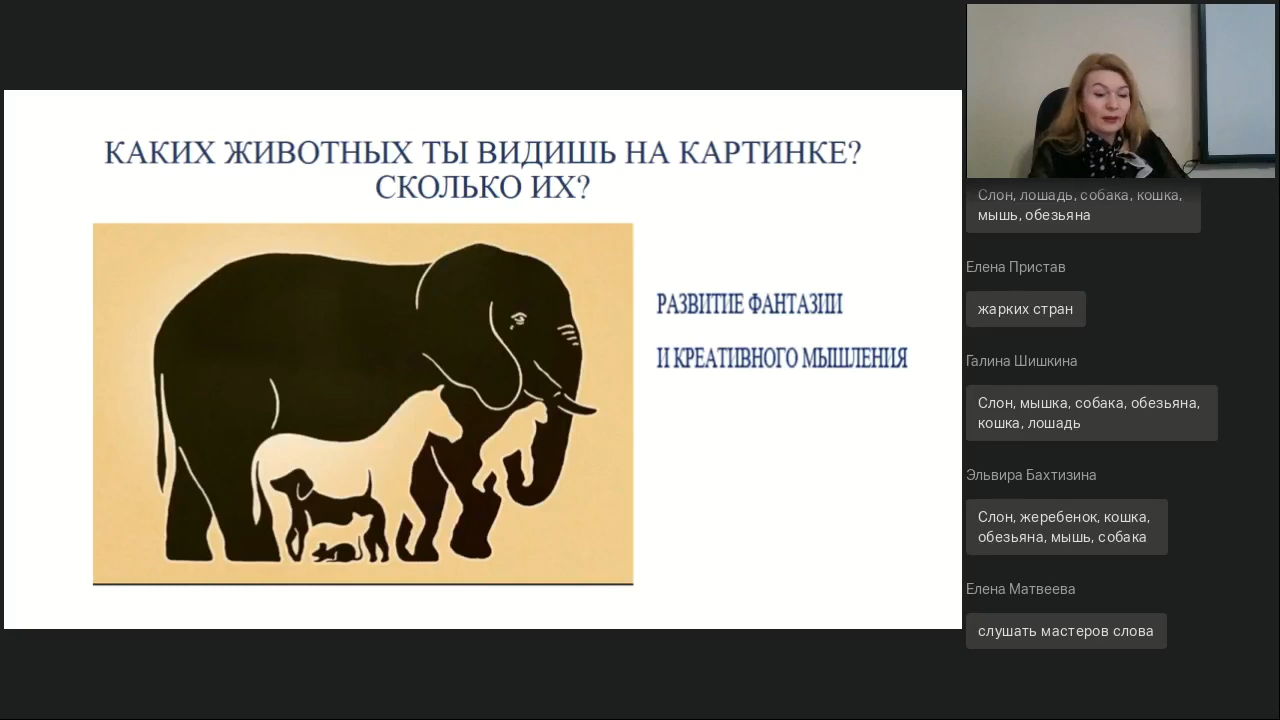 КАКИХ ЖИВОТНЫХ ТЫ ВИДИШЬ НА КАРТИНКЕ?
СКОЛЬКО ИХ?
РАЗВИТИЕ ФАНТАЗИИ
И КРЕАТИВНОГО МЫШЛЕНИЯ
Слон, лошадь, собака, кошка,
мышь, обезьяна
Елена Пристав
жарких стран
Галина Шишкина
Слон, мышка, собака, обезьяна,
кошка, лошадь
Эльвира Бахтизина
Слон, жеребенок, кошка,
обезьяна, мышь, собака
Елена Матвеева
слушать мастеров слова